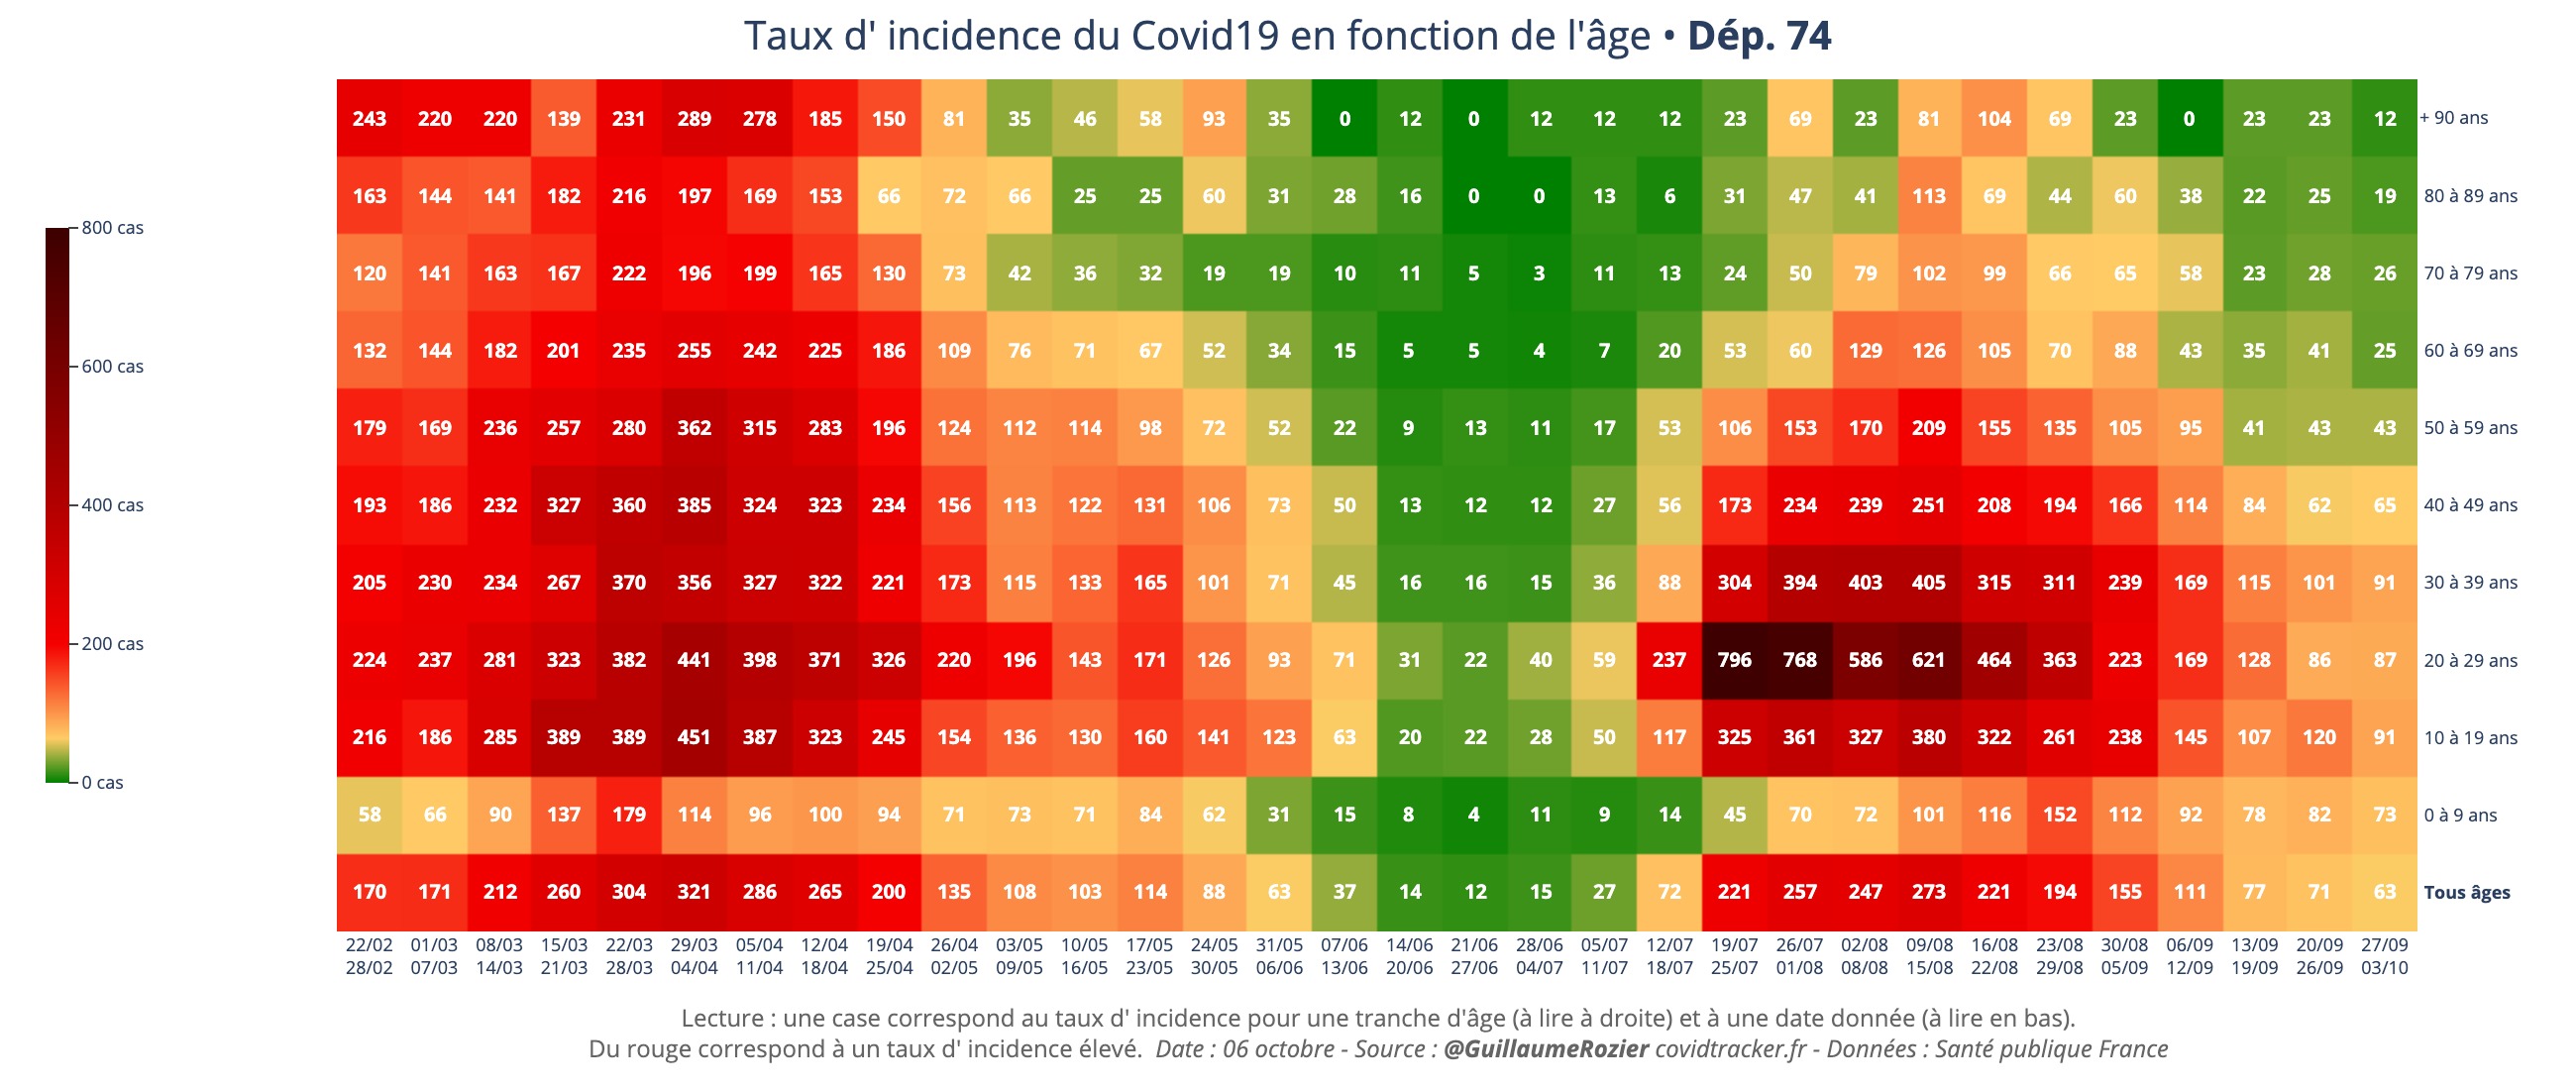 Taux d' incidence du Covid19 en fonction de l'âge • Dép. 74
243 220 220 139 231 289 278 185 150 81 35 46 58 93 35 0 12 0 12 12 12 23 69 23 81 104 69 23 0 23 23 12 + 90 ans
163 144 141 182 216 197 169 153 66 72 66 25 25 60 31 28 16 0 0 13 6 31 47 41 113 69 44 60 38 22 25 19 80 à 89 ans
800 cas
120 141 163 167 222 196 199 165 130 73 42 36 32 19 19 10 11 5 3 11 13 24 50 79 102 99 66 65 58 23 28 26 70 à 79 ans
132 144 182 201 235 255 242 225 186 109 76 71 67 52 34 15 5 5 4 7 20 53 60 129 126 105 70 88 43 35 41 25 60 à 69 ans
600 cas
179 169 236 257 280 362 315 283 196 124 112 114 98 72 52 22 9 13 11 17 53 106 153 170 209 155 135 105 95 41 43 43 50 à 59 ans
400 cas
193 186 232 327 360 385 324 323 234 156 113 122 131 106 73 50 13 12 12 27 56 173 234 239 251 208 194 166 114 84 62 65 40 à 49 ans
205 230 234 267 370 356 327 322 221 173 115 133 165 101 71 45 16 16 15 36 88 304 394 403 405 315 311 239 169 115 101 91 30 à 39 ans
200 cas
224 237 281 323 382 441 398 371 326 220 196 143 171 126 93 71 31 22 40 59 237 796 768 586 621 464 363 223 169 128 86 87 20 à 29 ans
216 186 285 389 389 451 387 323 245 154 136 130 160 141 123 63 20 22 28 50 117 325 361 327 380 322 261 238 145 107 120 91 10 à 19 ans
0 cas
58 66 90 137 179 114 96 100 94 71 73 71 84 62 31 15 8 4 11 9 14 45 70 72 101 116 152 112 92 78 82 73 0 à 9 ans
170 171 212 260 304 321 286 265 200 135 108 103 114 88 63 37 14 12 15 27 72 221 257 247 273 221 194 155 111 77 71 63 Tous âges
22/02 01/03 08/03 15/03 22/03 29/03 05/04 12/04 19/04 26/04 03/05 10/05 17/05 24/05 31/05 07/06 14/06 21/06 28/06 05/07 12/07 19/07 26/07 02/08 09/08 16/08 23/08 30/08 06/09 13/09 20/09 27/09
28/02 07/03 14/03 21/03 28/03 04/04 11/04 18/04 25/04 02/05 09/05 16/05 23/05 30/05 06/06 13/06 20/06 27/06 04/07 11/07 18/07 25/07 01/08 08/08 15/08 22/08 29/08 05/09 12/09 19/09 26/09 03/10
Lecture : une case correspond au taux d' incidence pour une tranche d'âge (à lire à droite) et à une date donnée (à lire en bas).
Du rouge correspond à un taux d' incidence élevé. Date : 06 octobre - Source : @GuillaumeRozier covidtracker.fr - Données : Santé publique France